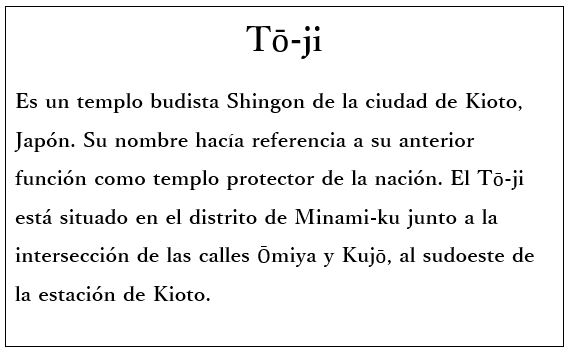 Tō-ji
Es un templo budista Shingon de la ciudad de Kioto,
Japón. Su nombre hacía referencia a su anterior
función como templo protector de la nación. El Tō-ji
está situado en el distrito de Minami-ku junto a la
intersección de las calles Ōmiya y Kujō, al sudoeste de
la estación de Kioto.